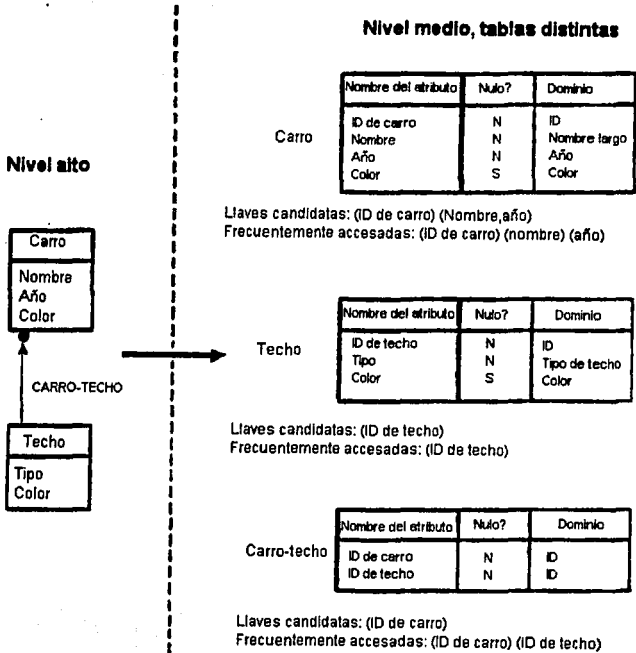 Nivel medio, tablas distintas
Nivel alto
Carro
Nombre
Año
Color
CARRO-TECHO
Techo
Tipo
Color
Carro
Nombre del atributo Nulo? Dominio
ID de carro N ID
Nombre N Nombre largo
Año N Año
Color S Color
Llaves candidatas: (ID de carro) (Nombre,año)
Frecuentemente accesadas: (ID de carro) (nombre) (año)
Techo
Nombre del atributo Nulo? Dominio
ID de techo N ID
Tipo N Tipo de techo
Color S Color
Llaves candidatas: (ID de techo)
Frecuentemente accesadas: (ID de techo)
Carro-techo
Nombre del atributo Nulo? Dominio
ID de carro N ID
ID de techo N ID
Llaves candidatas: (ID de carro)
Frecuentemente accesadas: (ID de carro) (ID de techo)